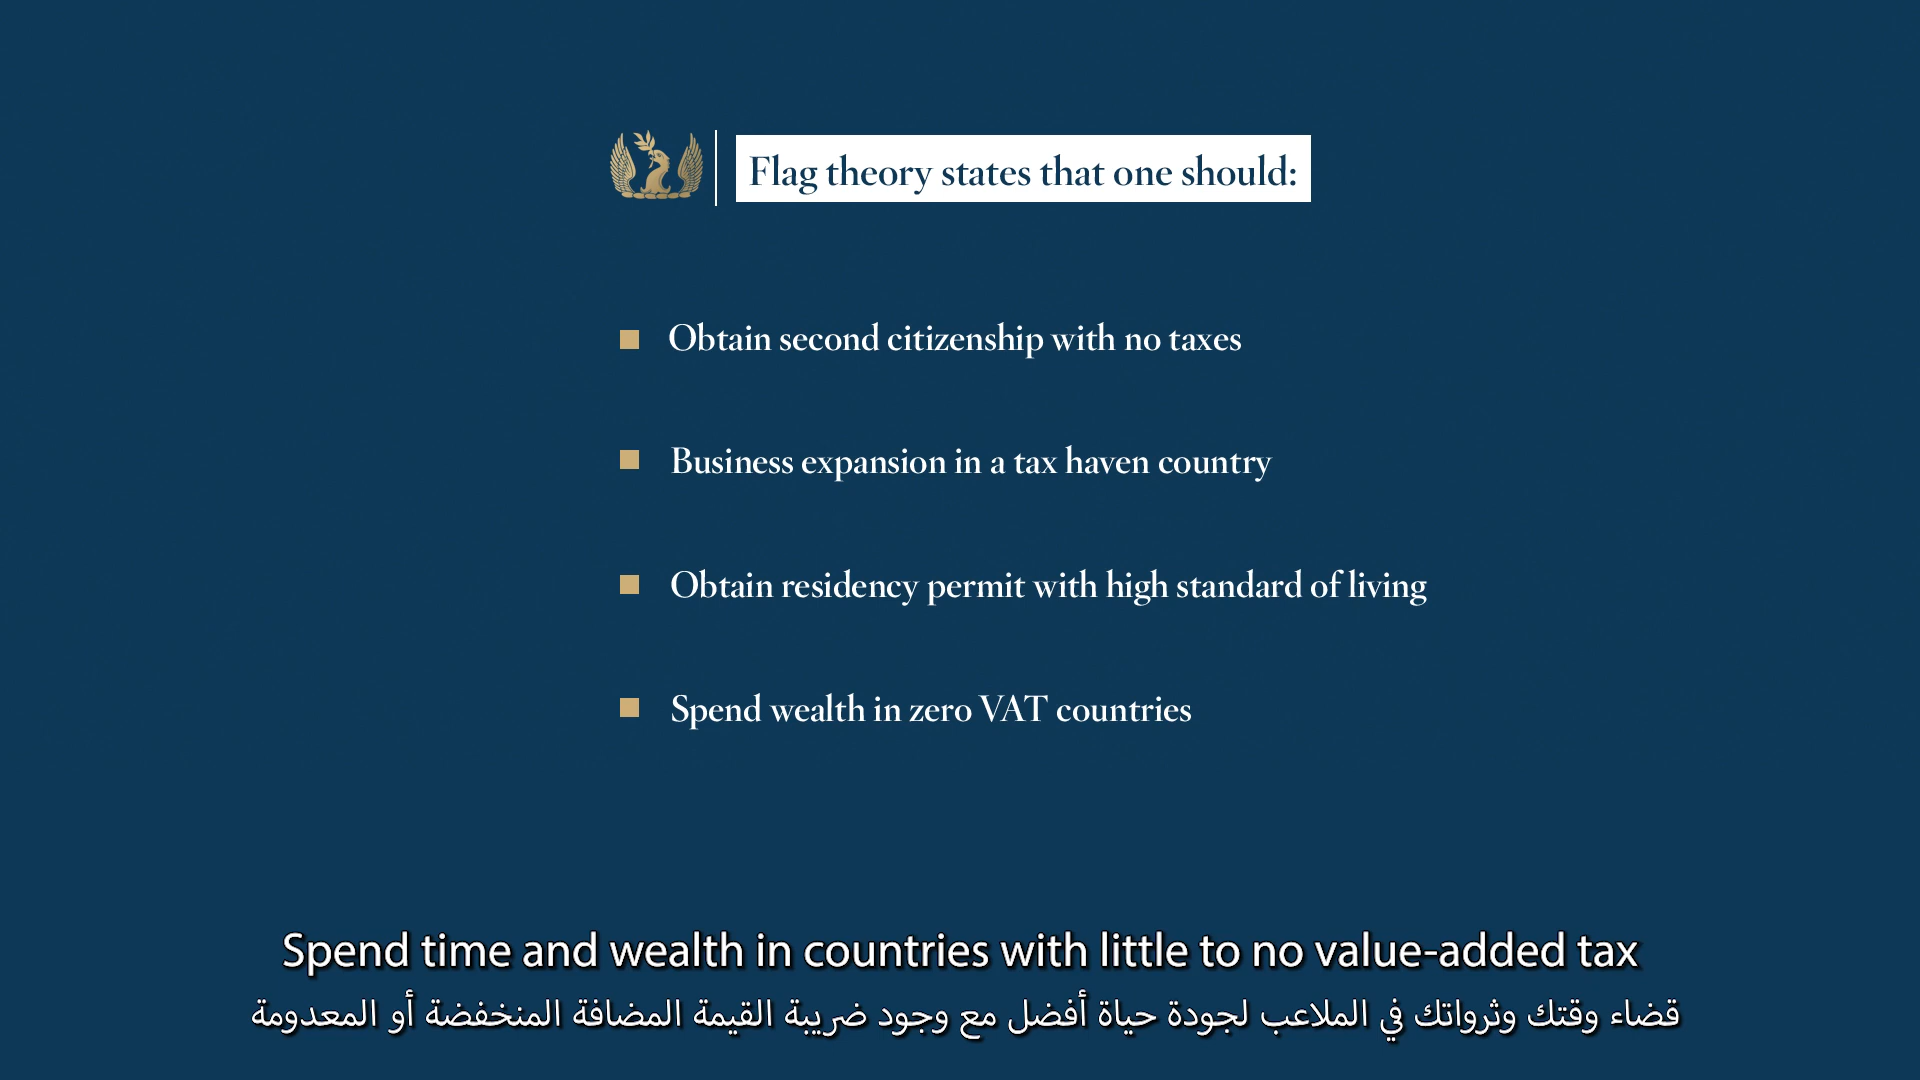 Flag theory states that one should:
Obtain second citizenship with no taxes
Business expansion in a tax haven country
Obtain residency permit with high standard of living
Spend wealth in zero VAT countries
Spend time and wealth in countries with little to no value-added tax
قضاء وقتك وثرواتك في الملاعب لجودة حياة أفضل مع وجود ضريبة القيمة المضافة المنخفضة أو المعدومة